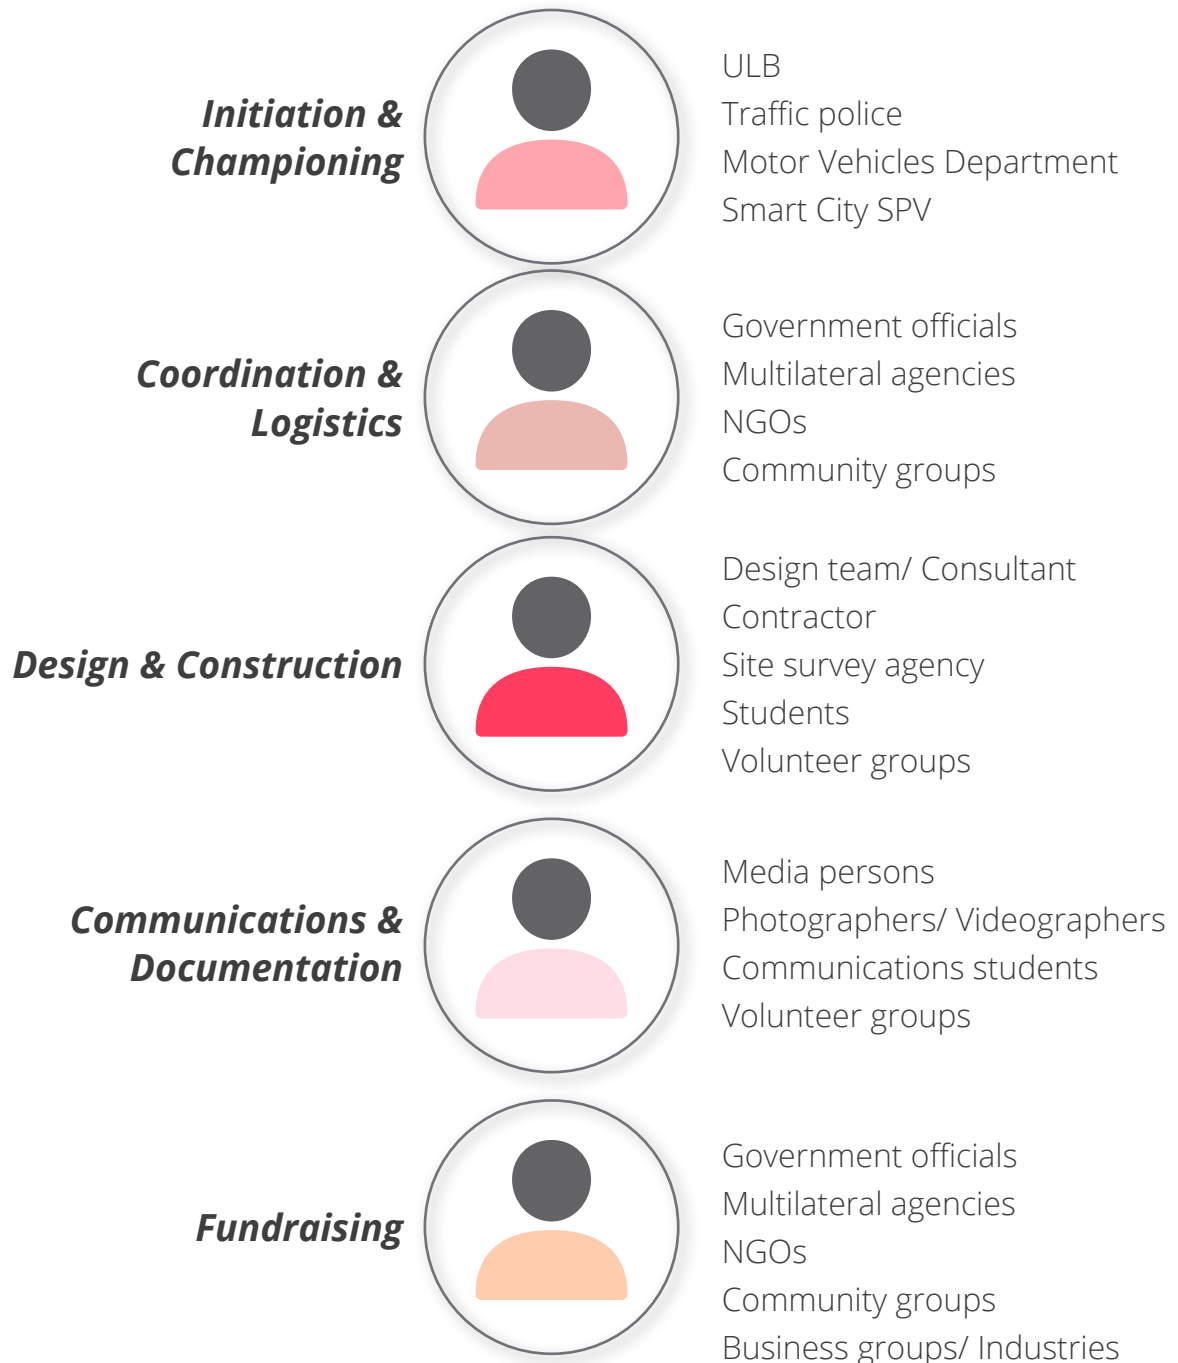 Initiation &
Championing
ULB
Traffic police
Motor Vehicles Department
Smart City SPV
Coordination &
Logistics
Government officials
Multilateral agencies
NGOs
Community groups
Design & Construction
Design team/ Consultant
Contractor
Site survey agency
Students
Volunteer groups
Communications &
Documentation
Media persons
Photographers/ Videographers
Communications students
Volunteer groups
Fundraising
Government officials
Multilateral agencies
NGOs
Community groups
Business groups/ Industries